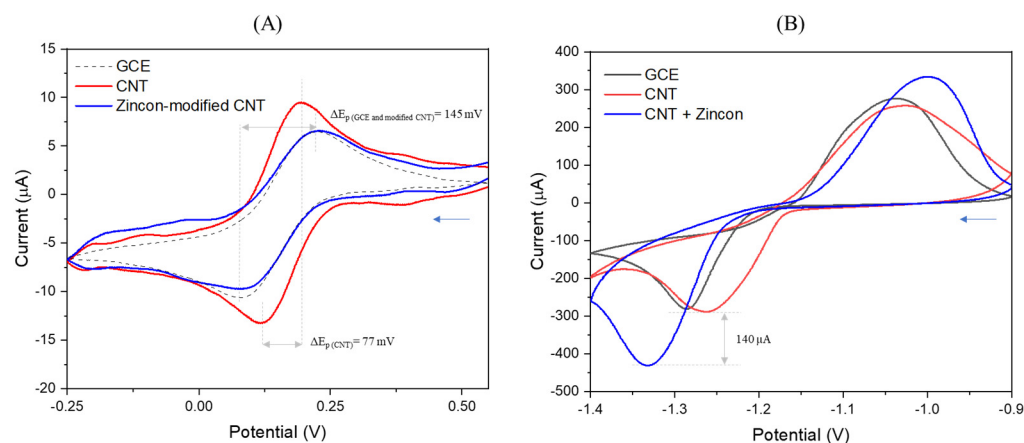 (A)
GCE
CNT
Zincon-modified CNT
ΔEp (GCE and modified CNT)= 145 mV
ΔEp (CNT)= 77 mV
15
10
5
0
-5
-10
-15
-20
Current (µA)
-0.25
0.00
0.25
0.50
Potential (V)
(B)
GCE
CNT
CNT + Zincon
140 µA
400
300
200
100
0
-100
-200
-300
-400
-500
Current (µA)
-1.4
-1.3
-1.2
-1.1
-1.0
-0.9
Potential (V)